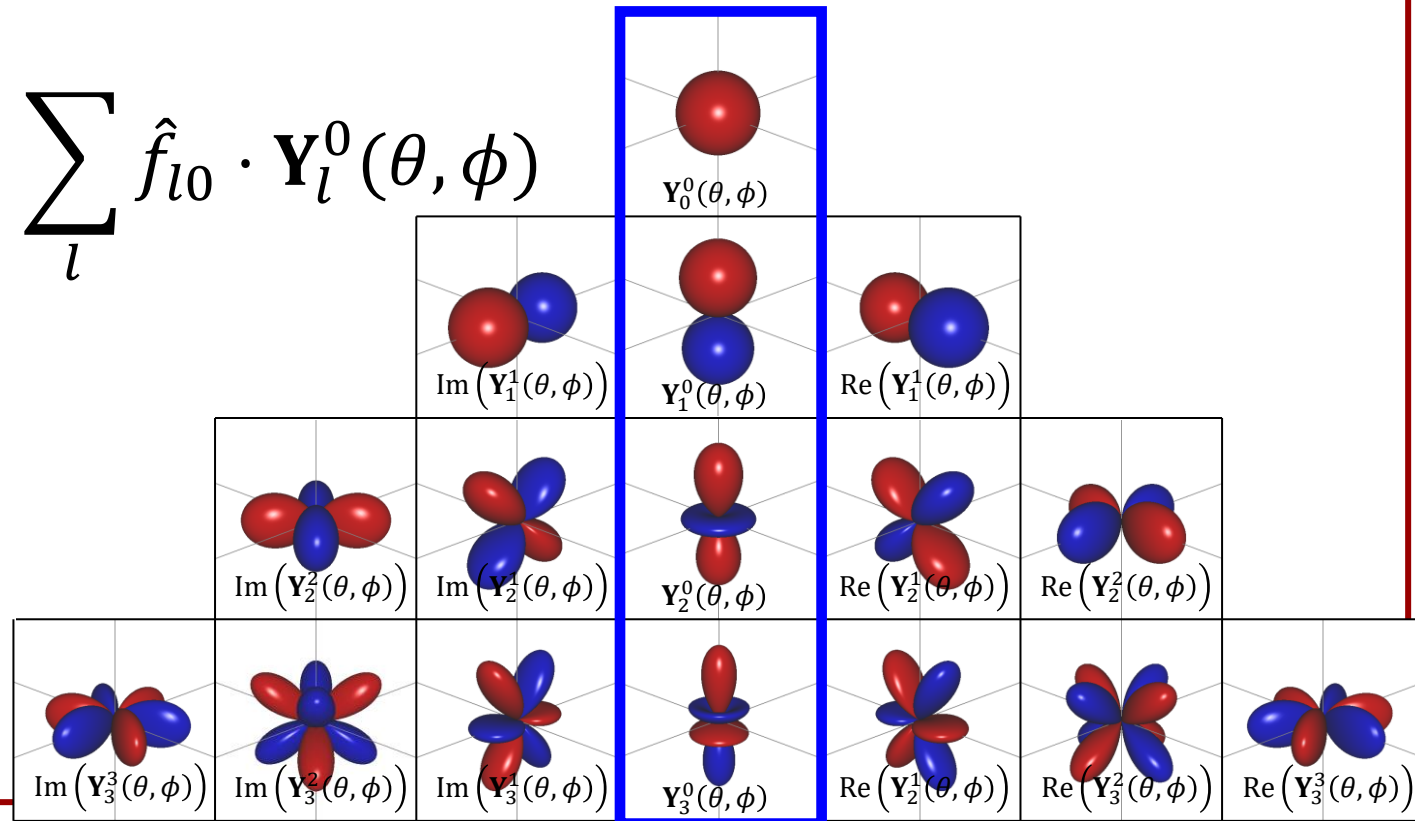 ∑_l f̂_{l0} · Y_l^0(θ, ϕ)
Y_0^0(θ, ϕ)
Im(Y_1^1(θ, ϕ)) Y_1^0(θ, ϕ) Re(Y_1^1(θ, ϕ))
Im(Y_2^2(θ, ϕ)) Im(Y_2^1(θ, ϕ)) Y_2^0(θ, ϕ) Re(Y_2^1(θ, ϕ)) Re(Y_2^2(θ, ϕ))
Im(Y_3^3(θ, ϕ)) Im(Y_3^2(θ, ϕ)) Im(Y_3^1(θ, ϕ)) Y_3^0(θ, ϕ) Re(Y_2^1(θ, ϕ)) Re(Y_3^2(θ, ϕ)) Re(Y_3^3(θ, ϕ))